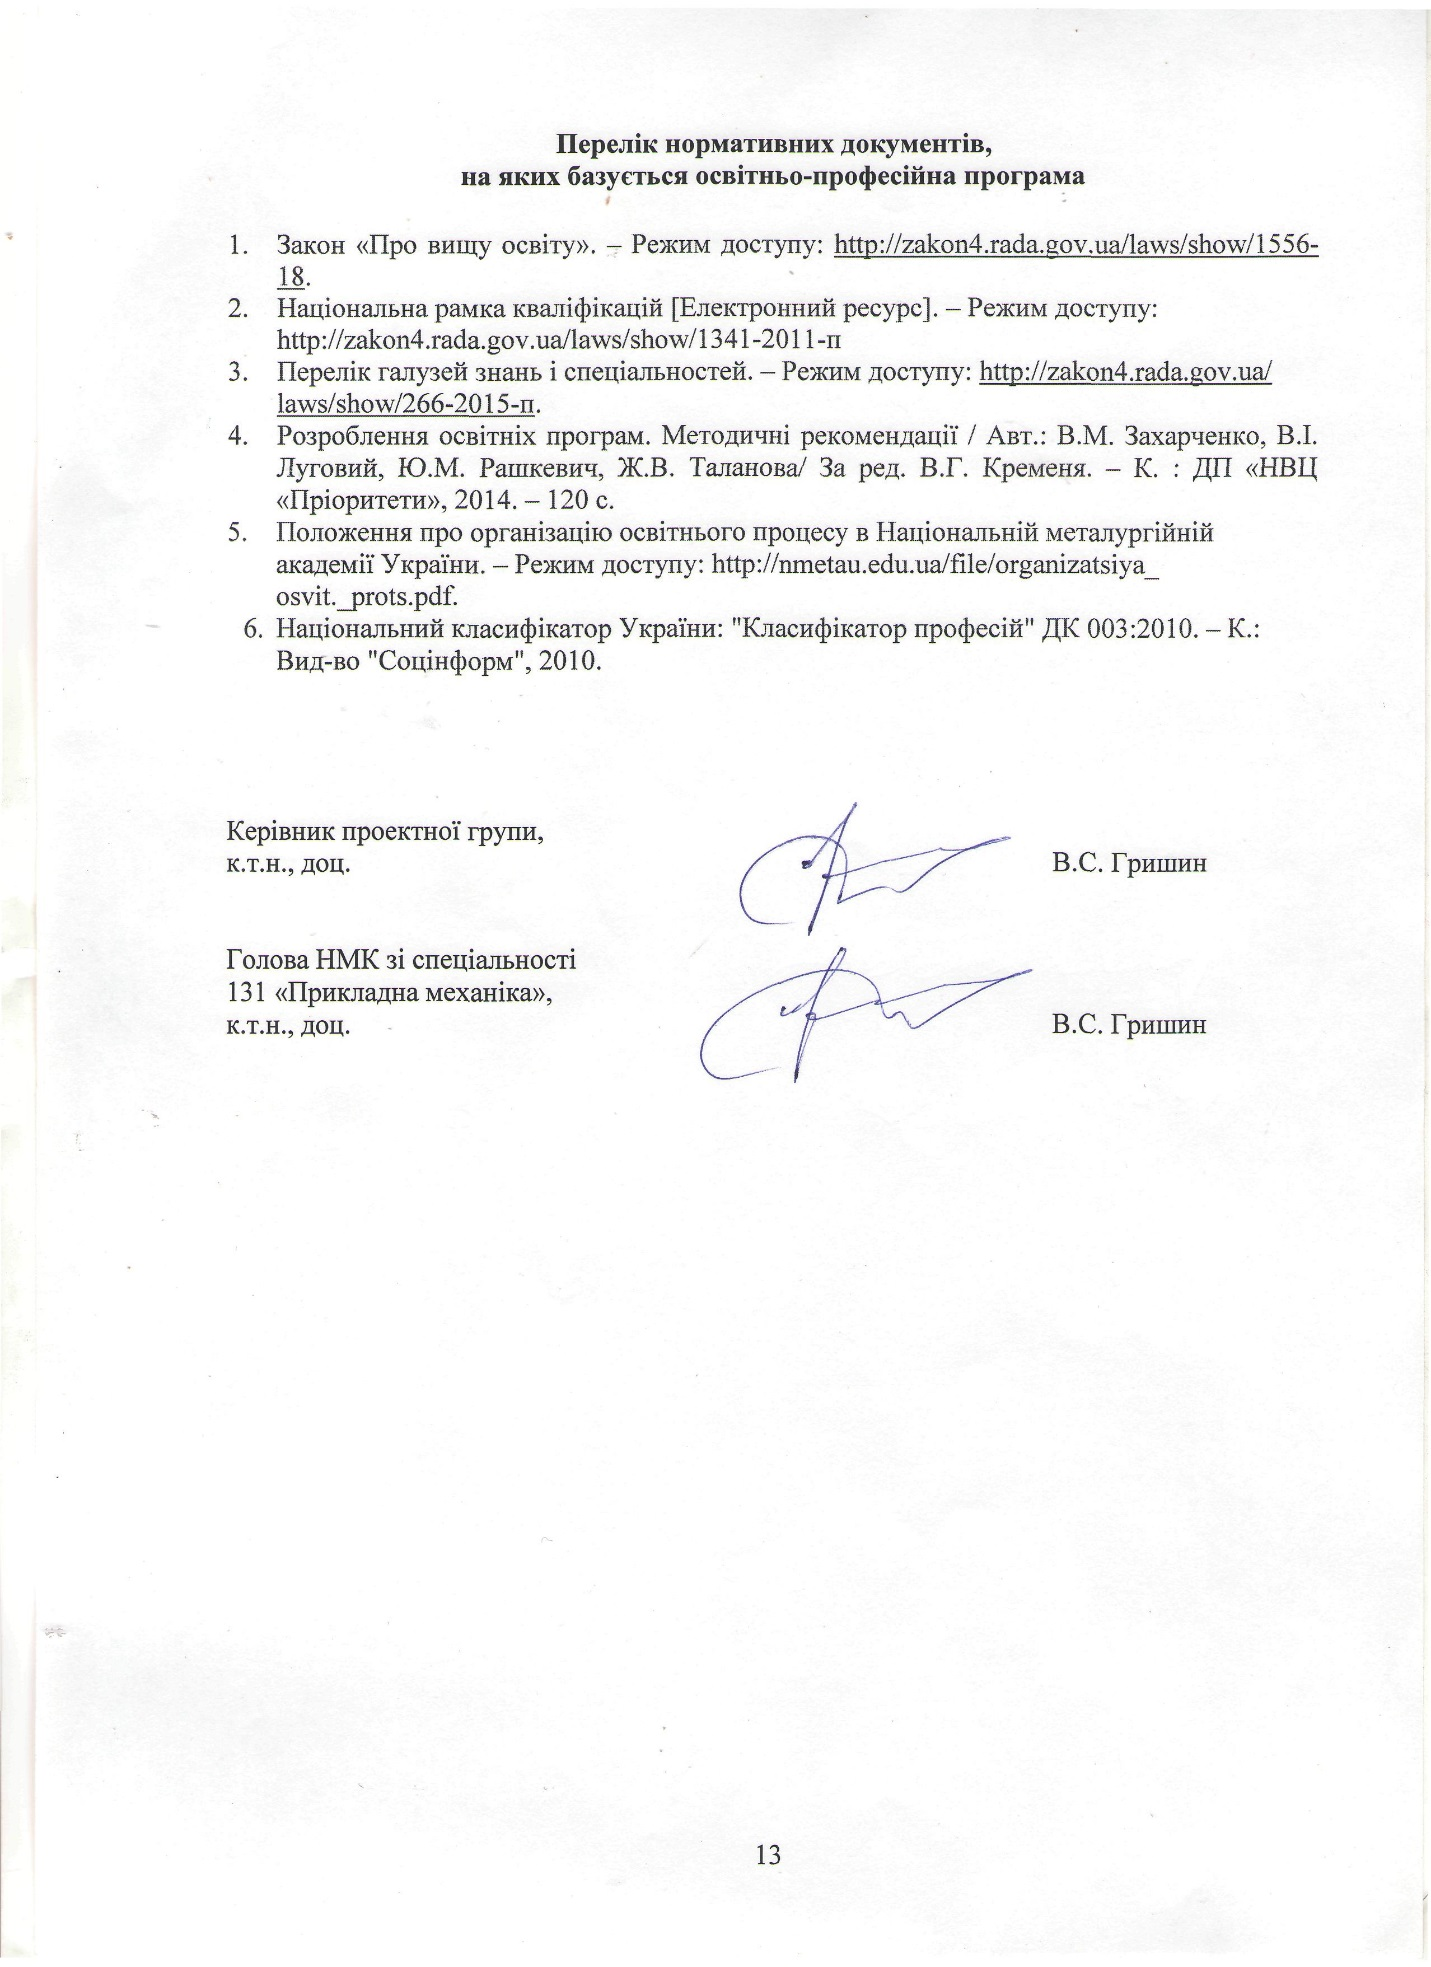 Перелік нормативних документів,
на яких базується освітньо-професійна програма
1. Закон «Про вищу освіту». – Режим доступу: http://zakon4.rada.gov.ua/laws/show/1556-
18.
2. Національна рамка кваліфікацій [Електронний ресурс]. – Режим доступу:
http://zakon4.rada.gov.ua/laws/show/1341-2011-п
3. Перелік галузей знань і спеціальностей. – Режим доступу: http://zakon4.rada.gov.ua/
laws/show/266-2015-п.
4. Розроблення освітніх програм. Методичні рекомендації / Авт.: В.М. Захарченко, В.І.
Луговий, Ю.М. Рашкевич, Ж.В. Таланова/ За ред. В.Г. Кременя. – К. : ДП «НВЦ
«Пріоритети», 2014. – 120 с.
5. Положення про організацію освітнього процесу в Національній металургійній
академії України. – Режим доступу: http://nmetau.edu.ua/file/organizatsiya_
osvit._prots.pdf.
6. Національний класифікатор України: "Класифікатор професій" ДК 003:2010. – К.:
Вид-во "Соцінформ", 2010.
Керівник проектної групи,
к.т.н., доц. В.С. Гришин
Голова НМК зі спеціальності
131 «Прикладна механіка»,
к.т.н., доц. В.С. Гришин
13